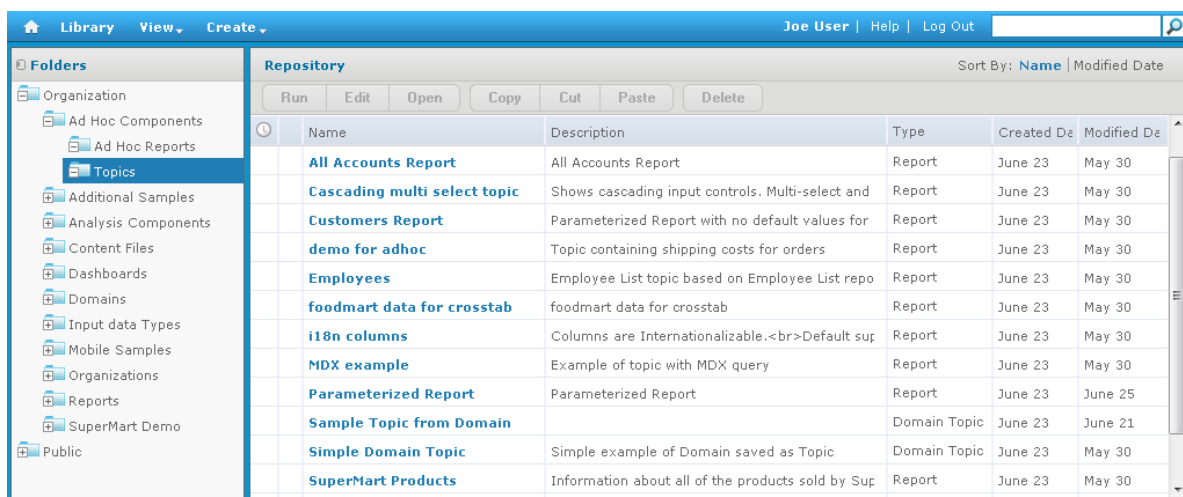 Library View Create Joe User | Help | Log Out
Folders
Organization
Ad Hoc Components
Ad Hoc Reports
Topics
Additional Samples
Analysis Components
Content Files
Dashboards
Domains
Input data Types
Mobile Samples
Organizations
Reports
SuperMart Demo
Public
Repository Sort By: Name | Modified Date
Run Edit Open Copy Cut Paste Delete
Name Description Type Created Da Modified Da
All Accounts Report All Accounts Report Report June 23 May 30
Cascading multi select topic Shows cascading input controls. Multi-select and Report June 23 May 30
Customers Report Parameterized Report with no default values for Report June 23 May 30
demo for adhoc Topic containing shipping costs for orders Report June 23 May 30
Employees Employee List topic based on Employee List repo Report June 23 May 30
foodmart data for crosstab foodmart data for crosstab Report June 23 May 30
i18n columns Columns are Internationalizable.<br>Default sup Report June 23 May 30
MDX example Example of topic with MDX query Report June 23 May 30
Parameterized Report Parameterized Report Report June 23 June 25
Sample Topic from Domain Domain Topic June 23 June 21
Simple Domain Topic Simple example of Domain saved as Topic Domain Topic June 23 May 30
SuperMart Products Information about all of the products sold by Sup Report June 23 May 30